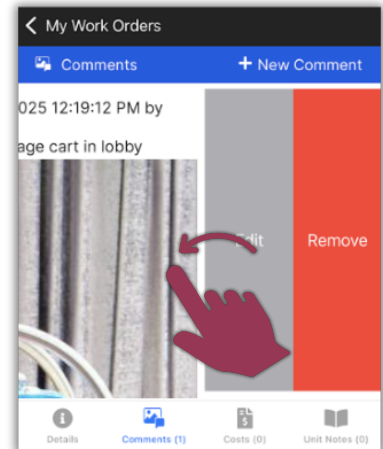 My Work Orders
Comments + New Comment
025 12:19:12 PM by
age cart in lobby
Edit Remove
Details Comments (1) Costs (0) Unit Notes (0)